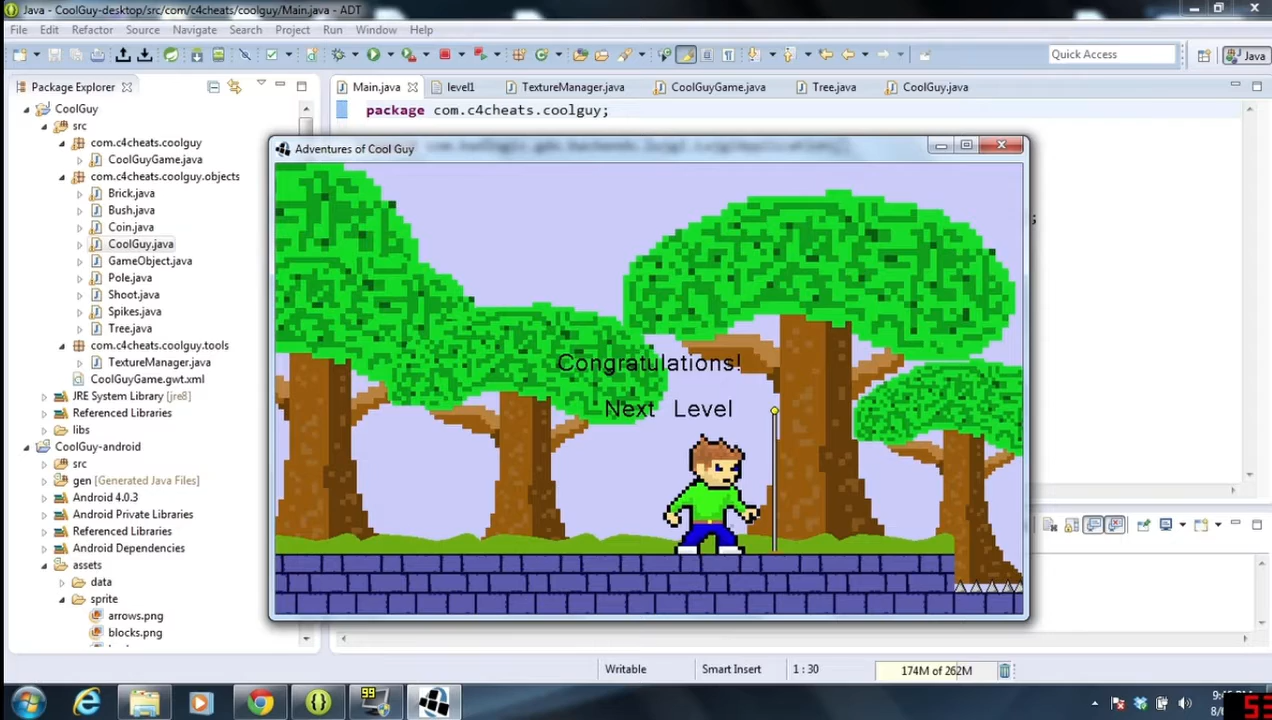 Java - CoolGuy-desktop/src/com/c4cheats/coolguy/Main.java - ADT
File Edit Refactor Source Navigate Search Project Run Window Help
Quick Access
Java
Package Explorer
Main.java
level1
TextureManager.java
CoolGuyGame.java
Tree.java
CoolGuy.java
CoolGuy
src
com.c4cheats.coolguy
CoolGuyGame.java
com.c4cheats.coolguy.objects
Brick.java
Bush.java
Coin.java
CoolGuy.java
GameObject.java
Pole.java
Shoot.java
Spikes.java
Tree.java
com.c4cheats.coolguy.tools
TextureManager.java
CoolGuyGame.gwt.xml
JRE System Library [jre8]
Referenced Libraries
libs
CoolGuy-android
src
gen [Generated Java Files]
Android 4.0.3
Android Private Libraries
Referenced Libraries
Android Dependencies
assets
data
sprite
arrows.png
blocks.png
package com.c4cheats.coolguy;
;
Adventures of Cool Guy
Congratulations!
Next Level
Writable
Smart Insert
1 : 30
174M of 262M
99
53